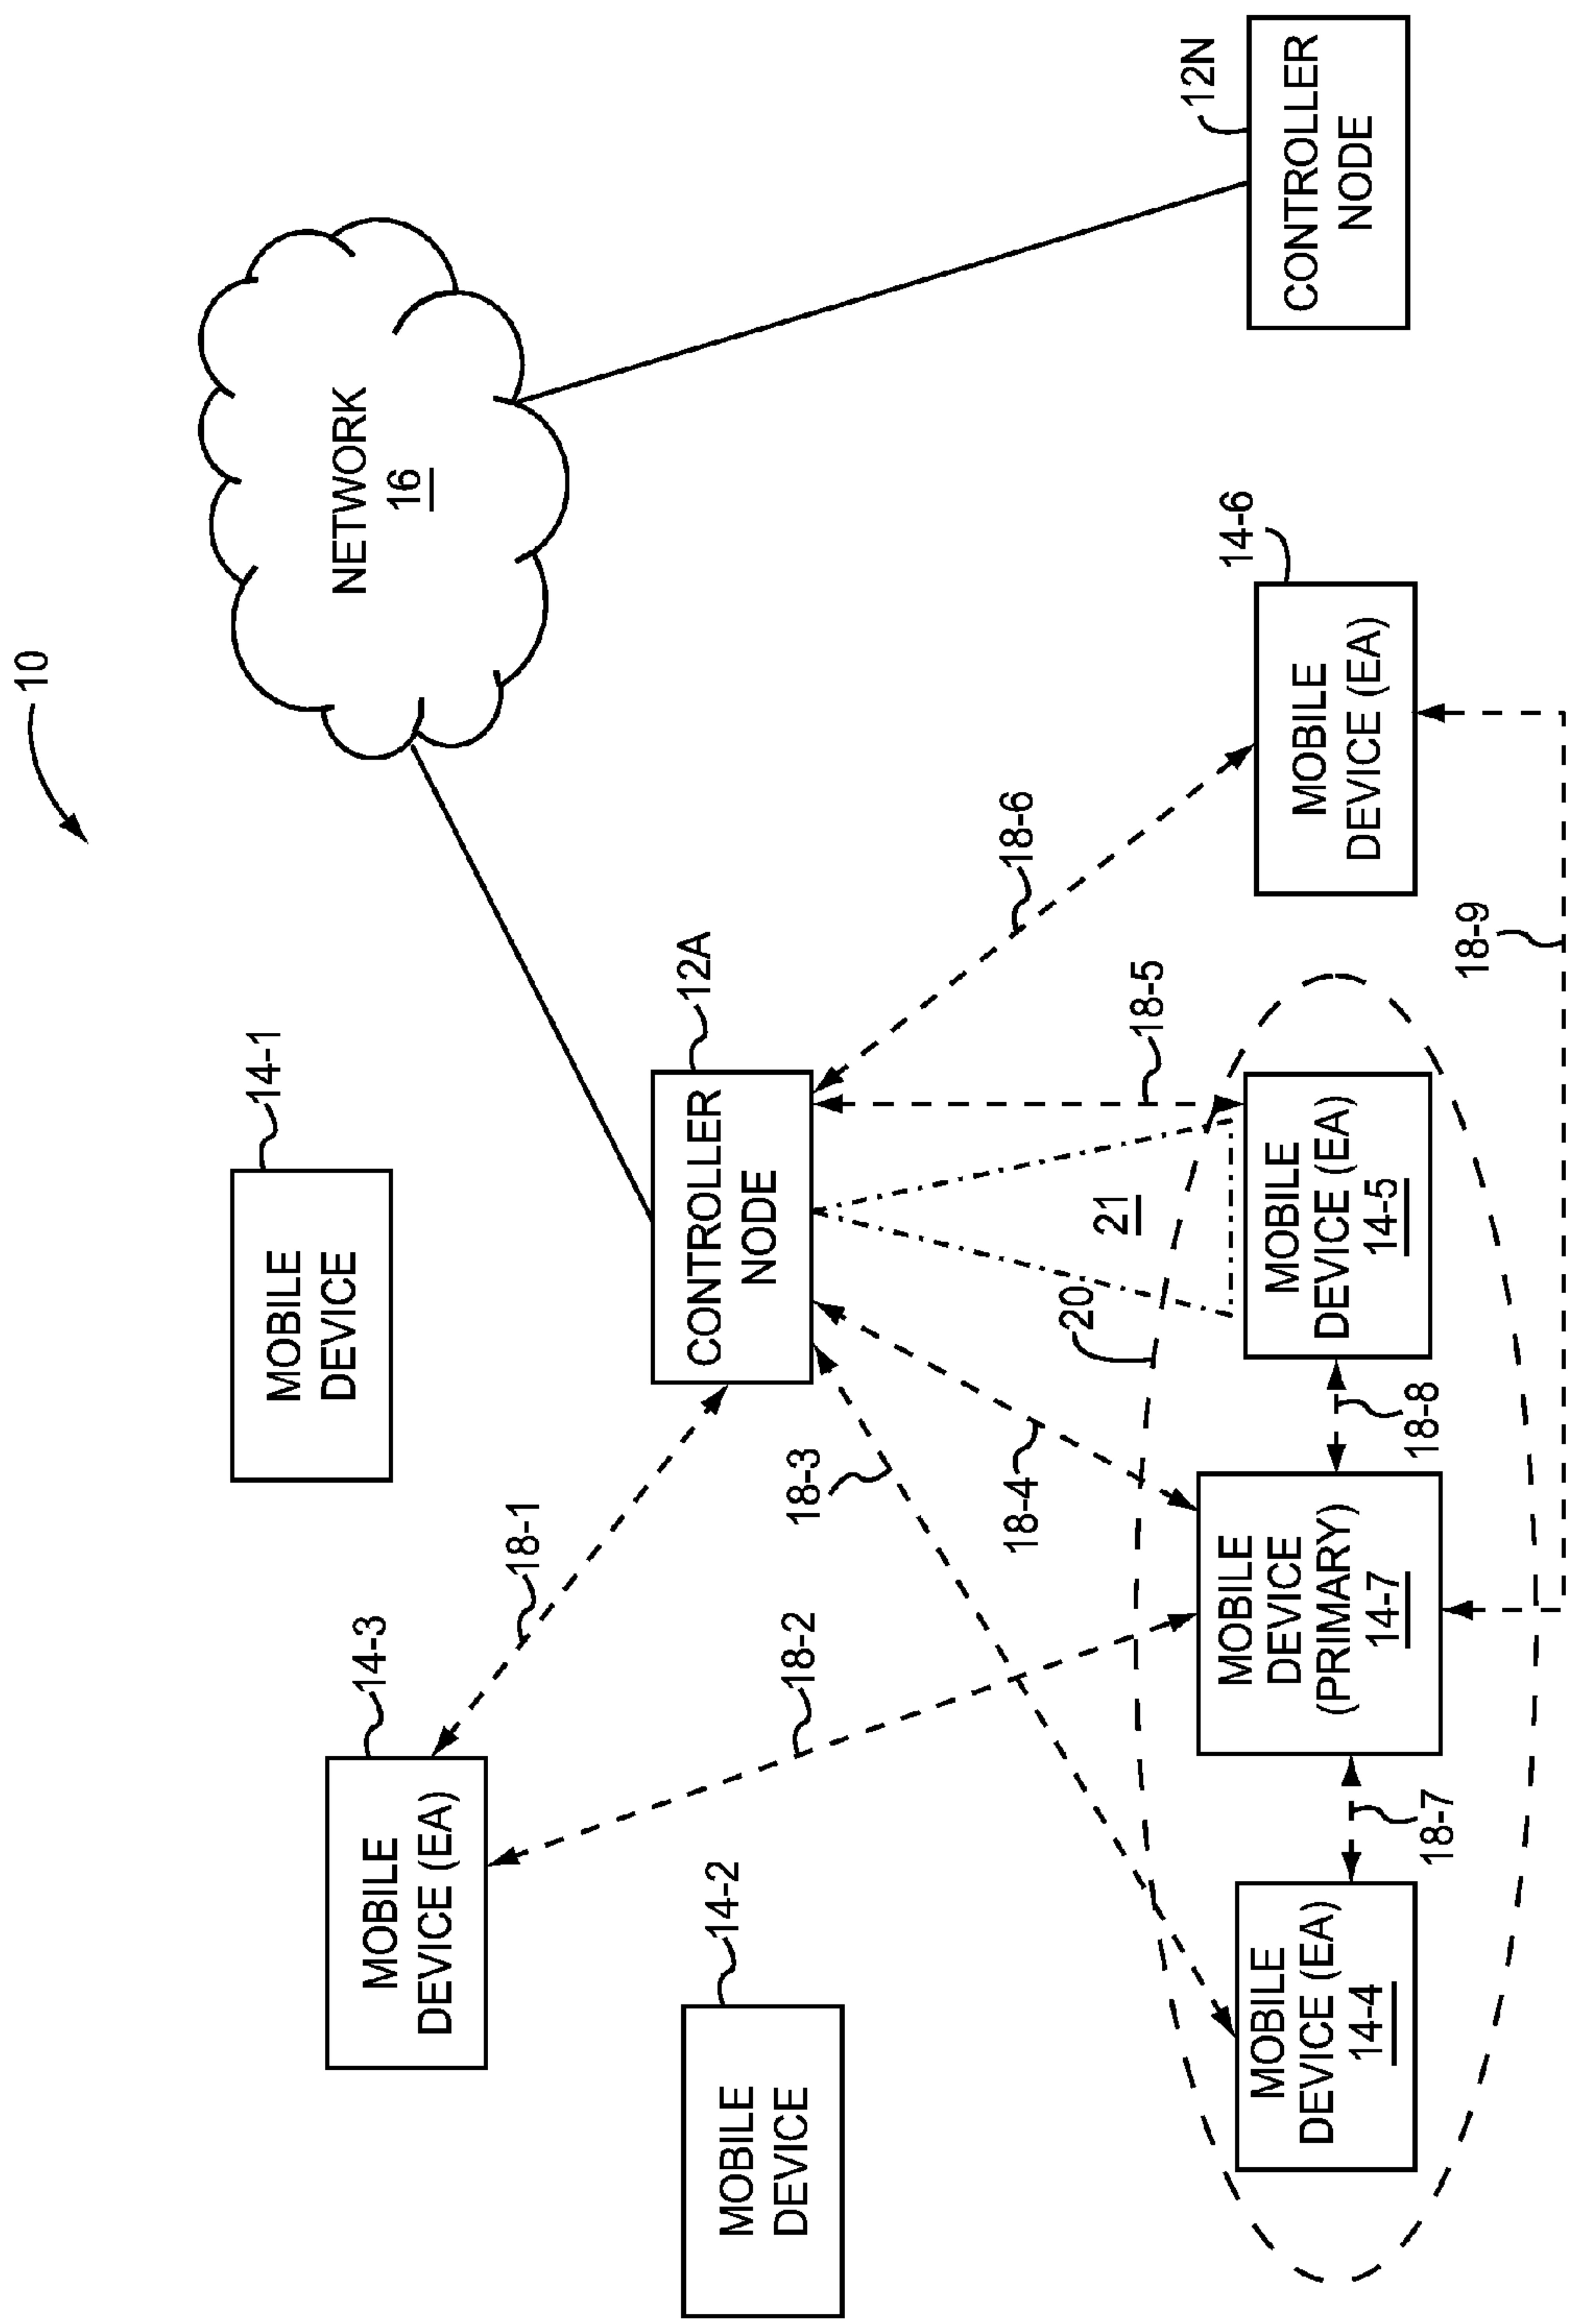 10
NETWORK
16
CONTROLLER
NODE
12N
MOBILE
DEVICE
14-1
MOBILE
DEVICE (EA)
14-3
18-1
CONTROLLER
NODE
12A
MOBILE
DEVICE
14-2
18-2
18-3
18-4
20
21
18-5
18-6
MOBILE
DEVICE (EA)
14-4
18-7
MOBILE
DEVICE
(PRIMARY)
14-7
18-8
MOBILE
DEVICE (EA)
14-5
MOBILE
DEVICE (EA)
14-6
18-9